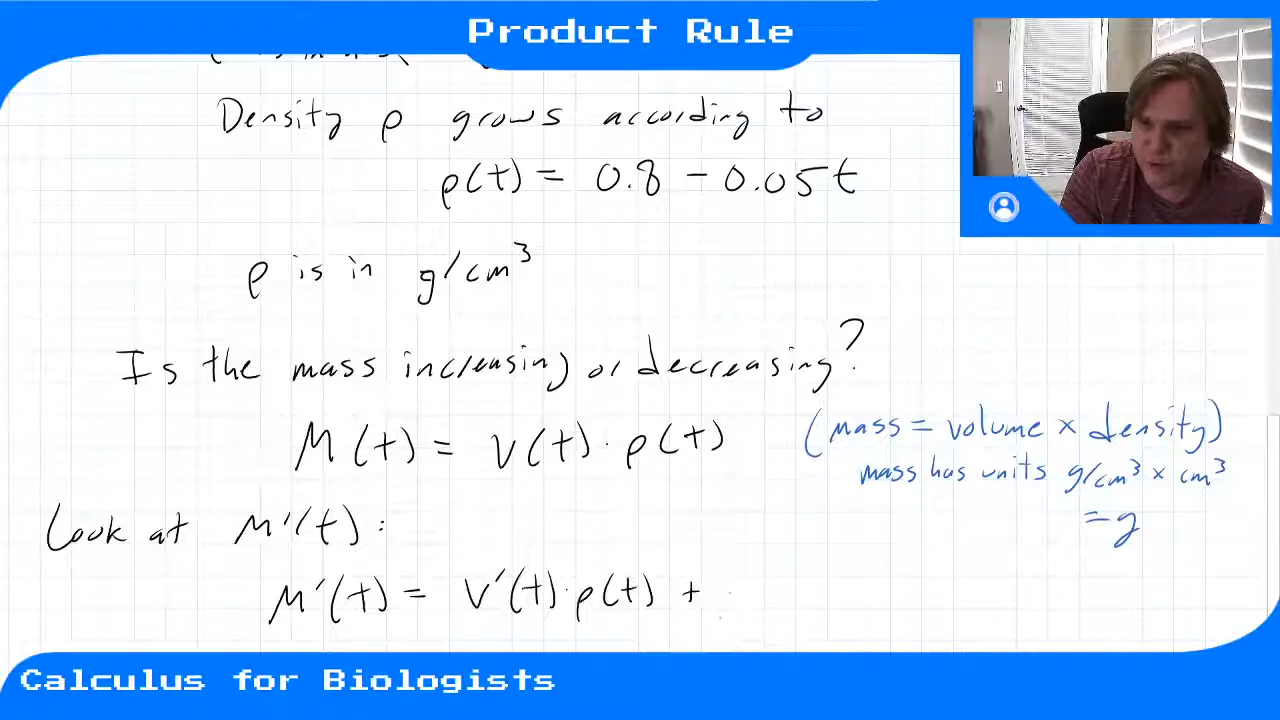 Product Rule
Density ρ grows according to
ρ(t) = 0.8 - 0.05t
ρ is in g/cm³
Is the mass increasing or decreasing?
M(t) = V(t) · ρ(t)
(mass = volume × density)
mass has units g/cm³ × cm³
= g
Look at M'(t):
M'(t) = V'(t) · ρ(t) +
Calculus for Biologists